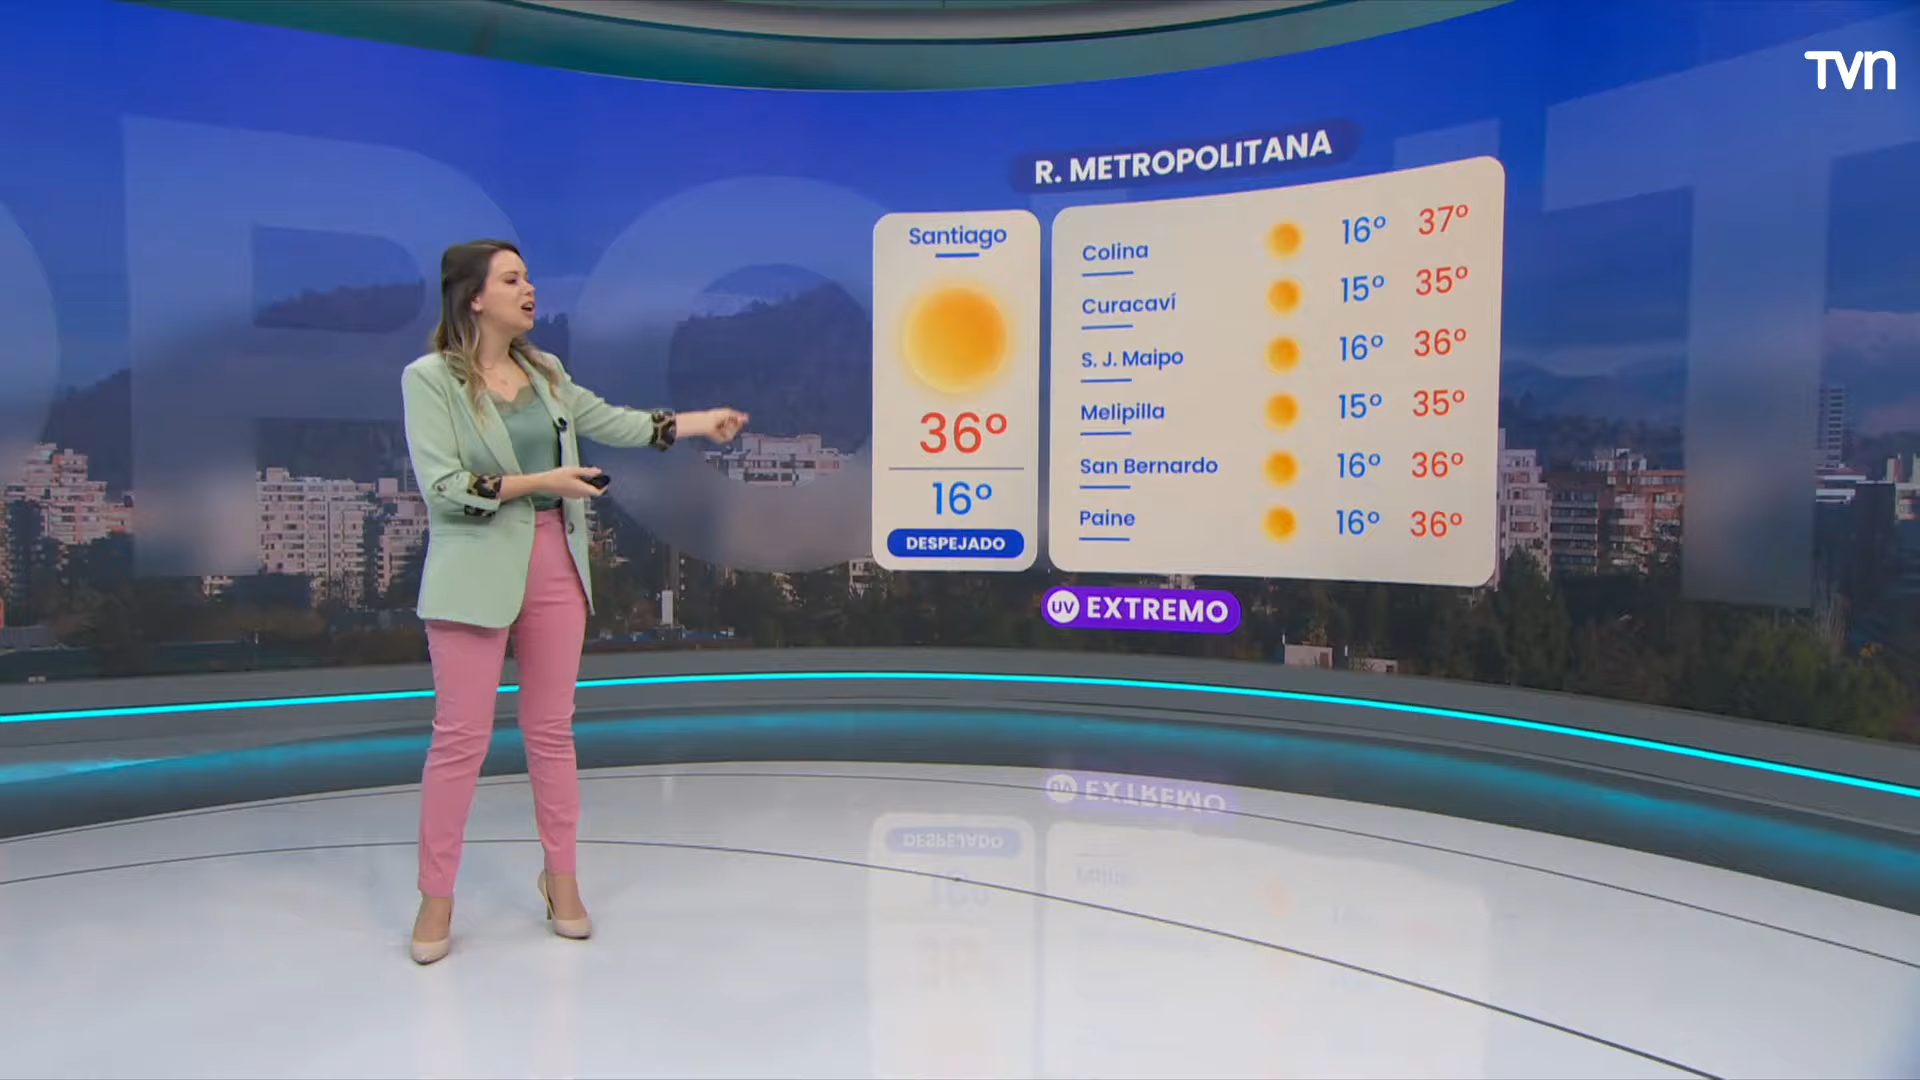 TVN
R. METROPOLITANA
Santiago
36°
16°
DESPEJADO
Colina 16° 37°
Curacaví 15° 35°
S. J. Maipo 16° 36°
Melipilla 15° 35°
San Bernardo 16° 36°
Paine 16° 36°
UV EXTREMO